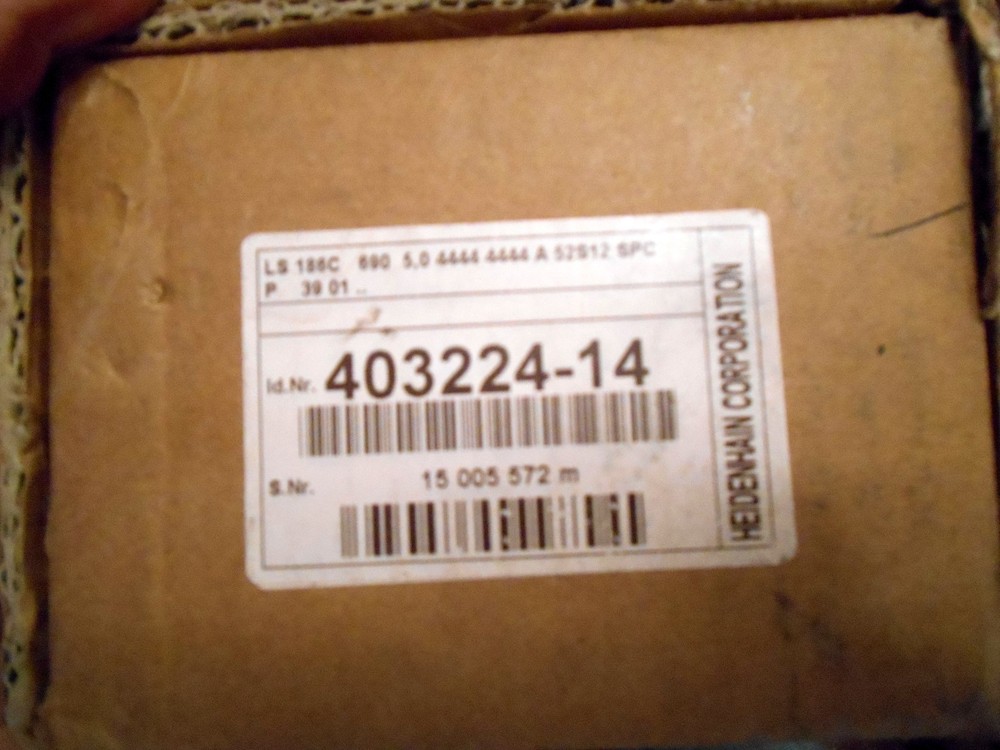 LS 186C 690 5.0 4444 4444 A 52S12 SPC
P 39 01 ..
Id.Nr. 403224-14
S.Nr. 15 005 572 m
HEIDENHAIN CORPORATION